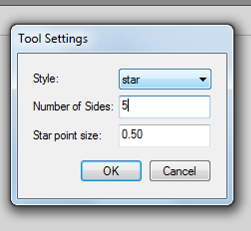 Tool Settings
Style: star
Number of Sides: 5
Star point size: 0.50
OK Cancel